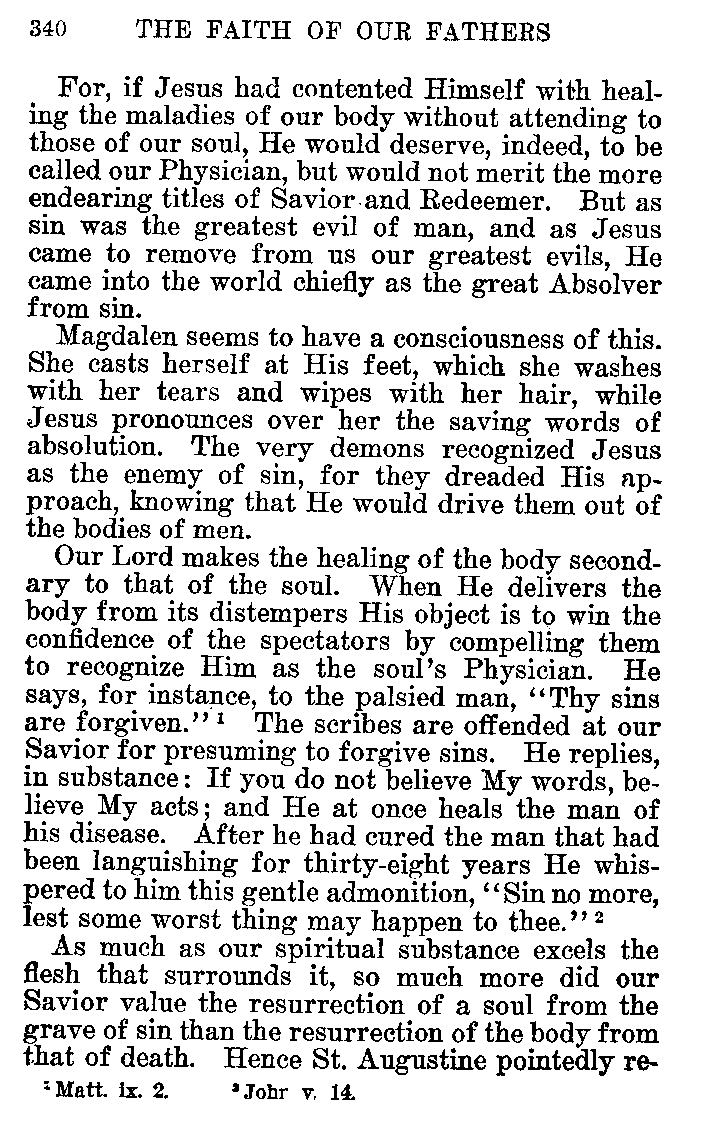 340 THE FAITH OF OUR FATHERS
For, if Jesus had contented Himself with heal-
ing the maladies of our body without attending to
those of our soul, He would deserve, indeed, to be
called our Physician, but would not merit the more
endearing titles of Savior and Redeemer. But as
sin was the greatest evil of man, and as Jesus
came to remove from us our greatest evils, He
came into the world chiefly as the great Absolver
from sin.
Magdalen seems to have a consciousness of this.
She casts herself at His feet, which she washes
with her tears and wipes with her hair, while
Jesus pronounces over her the saving words of
absolution. The very demons recognized Jesus
as the enemy of sin, for they dreaded His ap-
proach, knowing that He would drive them out of
the bodies of men.
Our Lord makes the healing of the body second-
ary to that of the soul. When He delivers the
body from its distempers His object is to win the
confidence of the spectators by compelling them
to recognize Him as the soul's Physician. He
says, for instance, to the palsied man, "Thy sins
are forgiven." ¹ The scribes are offended at our
Savior for presuming to forgive sins. He replies,
in substance: If you do not believe My words, be-
lieve My acts; and He at once heals the man of
his disease. After he had cured the man that had
been languishing for thirty-eight years He whis-
pered to him this gentle admonition, "Sin no more,
lest some worst thing may happen to thee." ²
As much as our spiritual substance excels the
flesh that surrounds it, so much more did our
Savior value the resurrection of a soul from the
grave of sin than the resurrection of the body from
that of death. Hence St. Augustine pointedly re-
¹ Matt. ix. 2. ² John v. 14.